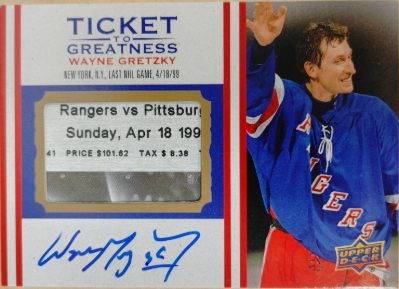 TICKET
TO
GREATNESS
WAYNE GRETZKY
NEW YORK, N.Y., LAST NHL GAME, 4/18/99
Rangers vs Pittsburg
Sunday, Apr 18 199
41 PRICE $101.62 TAX $ 8.38
RANGERS
UPPER
DECK